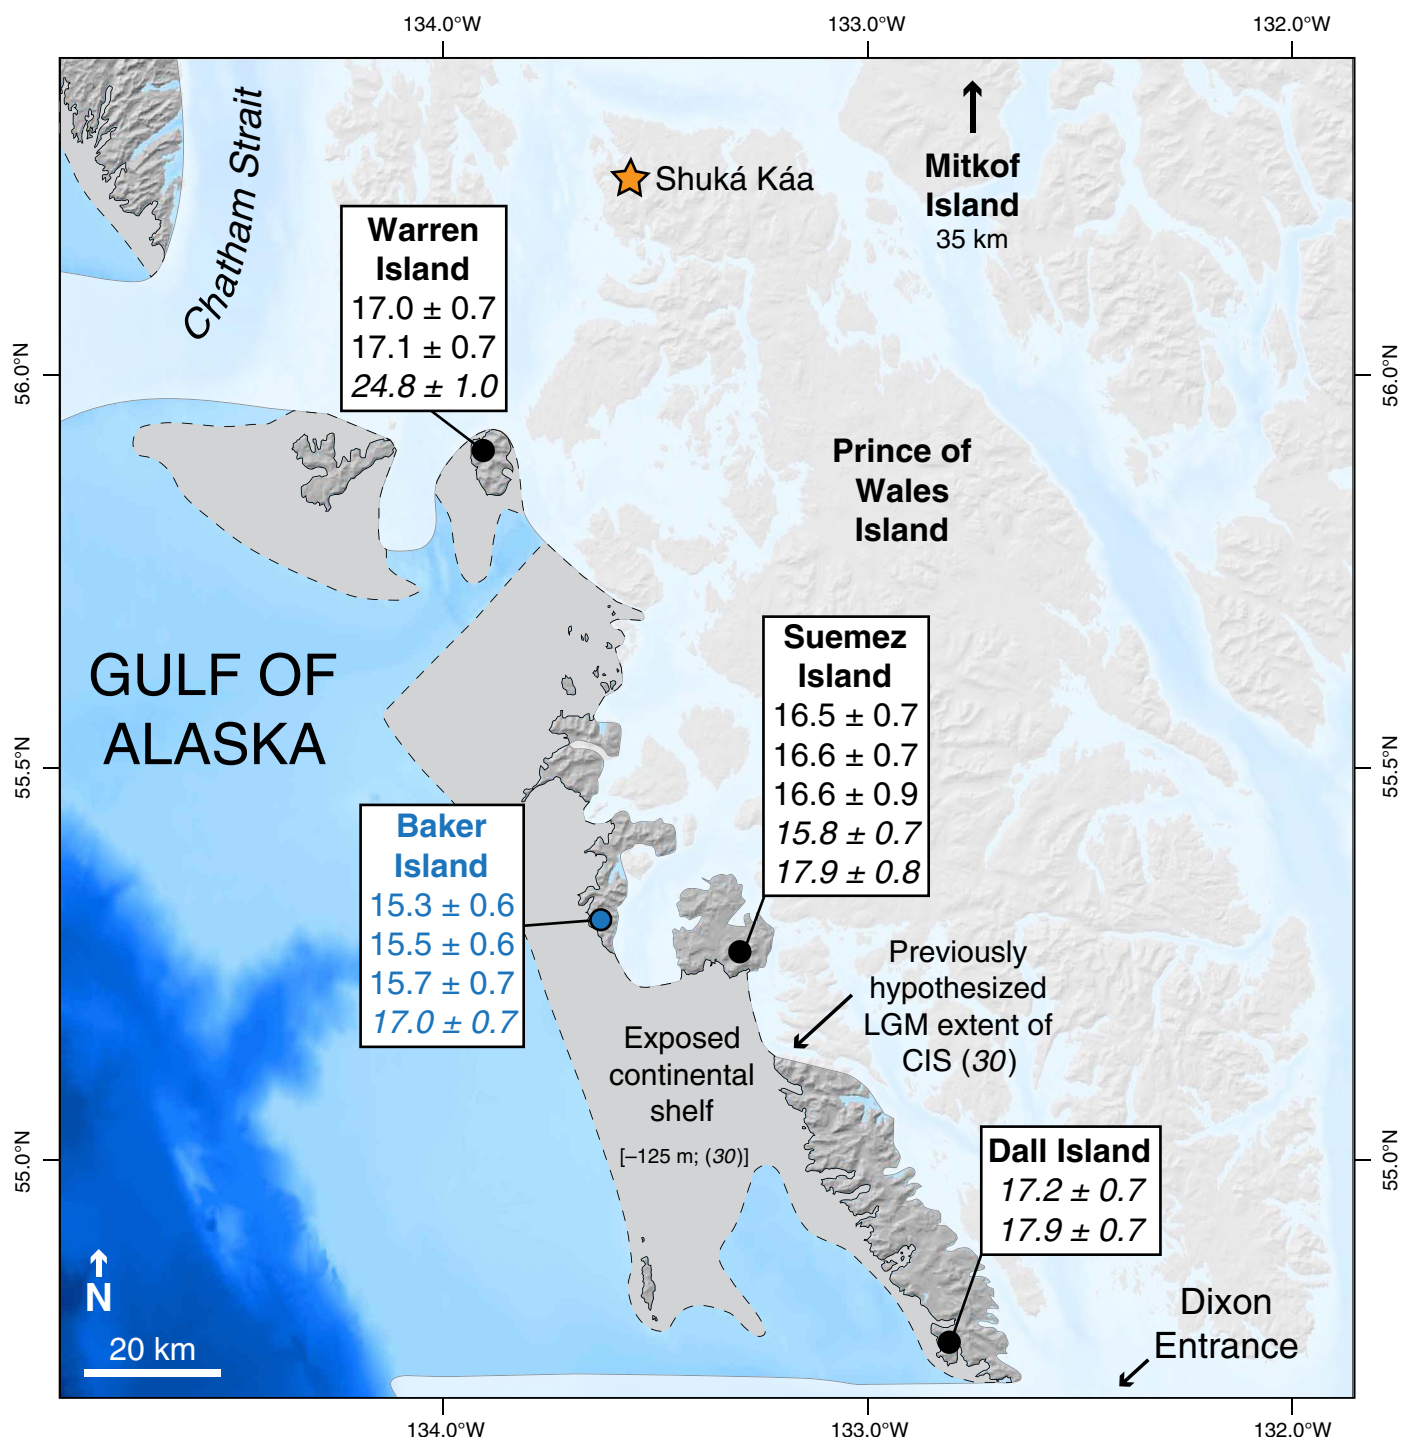 134.0°W
133.0°W
132.0°W
Chatham Strait
Shuká Káa
Mitkof
Island
35 km
Warren
Island
17.0 ± 0.7
17.1 ± 0.7
24.8 ± 1.0
56.0°N
56.0°N
Prince of
Wales
Island
GULF OF
ALASKA
Suemez
Island
16.5 ± 0.7
16.6 ± 0.7
16.6 ± 0.9
15.8 ± 0.7
17.9 ± 0.8
55.5°N
55.5°N
Baker
Island
15.3 ± 0.6
15.5 ± 0.6
15.7 ± 0.7
17.0 ± 0.7
Previously
hypothesized
LGM extent of
CIS (30)
Exposed
continental
shelf
[–125 m; (30)]
55.0°N
55.0°N
Dall Island
17.2 ± 0.7
17.9 ± 0.7
N
20 km
Dixon
Entrance
134.0°W
133.0°W
132.0°W